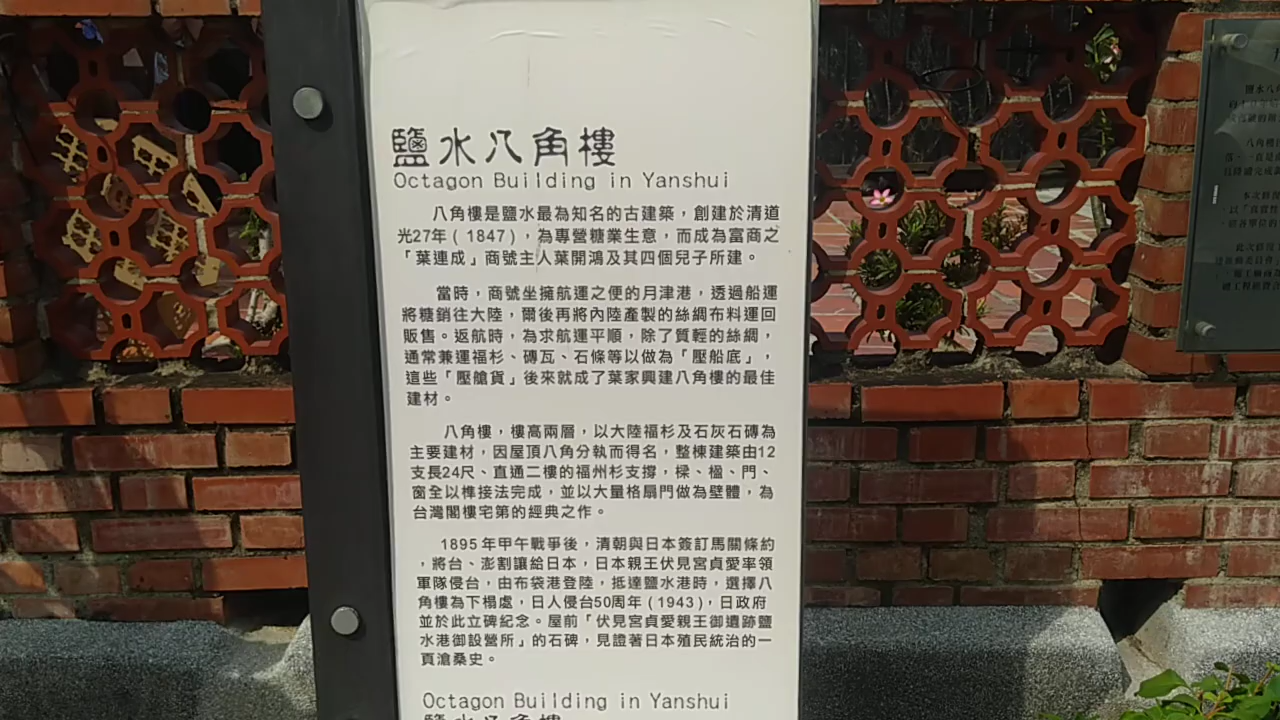 鹽水八角樓
Octagon Building in Yanshui
八角樓是鹽水最為知名的古建築，創建於清道
光27年（1847），為專營糖業生意，而成為富商之
「葉連成」商號主人葉開鴻及其四個兒子所建。
當時，商號坐擁航運之便的月津港，透過船運
將糖銷往大陸，爾後再將內陸產製的絲綢布料運回
販售。返航時，為求航運平順，除了質輕的絲綢，
通常兼運福杉、磚瓦、石條等以做為「壓船底」，
這些「壓艙貨」後來就成了葉家興建八角樓的最佳
建材。
八角樓，樓高兩層，以大陸福杉及石灰石磚為
主要建材，因屋頂八角分執而得名，整棟建築由12
支長24尺、直通二樓的福州杉支撐，樑、楹、門、
窗全以榫接法完成，並以大量格扇門做為壁體，為
台灣閣樓宅第的經典之作。
1895年甲午戰爭後，清朝與日本簽訂馬關條約
，將台、澎割讓給日本，日本親王伏見宮貞愛率領
軍隊侵台，由布袋港登陸，抵達鹽水港時，選擇八
角樓為下榻處，日人侵台50周年（1943），日政府
並於此立碑紀念。屋前「伏見宮貞愛親王御遺跡鹽
水港御設營所」的石碑，見證著日本殖民統治的一
頁滄桑史。
Octagon Building in Yanshui
鹽水八角樓